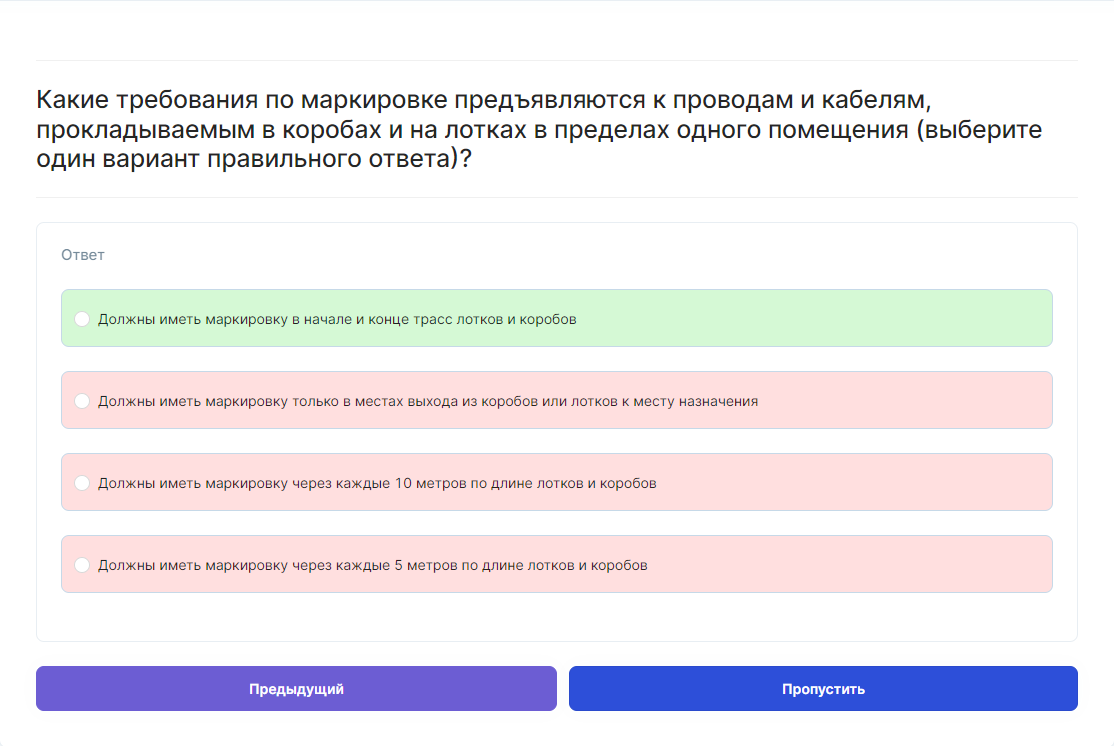 Какие требования по маркировке предъявляются к проводам и кабелям,
прокладываемым в коробах и на лотках в пределах одного помещения (выберите
один вариант правильного ответа)?
Ответ
Должны иметь маркировку в начале и конце трасс лотков и коробов
Должны иметь маркировку только в местах выхода из коробов или лотков к месту назначения
Должны иметь маркировку через каждые 10 метров по длине лотков и коробов
Должны иметь маркировку через каждые 5 метров по длине лотков и коробов
Предыдущий
Пропустить